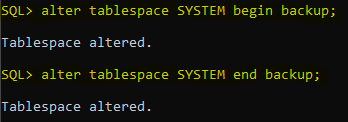 SQL> alter tablespace SYSTEM begin backup;
Tablespace altered.
SQL> alter tablespace SYSTEM end backup;
Tablespace altered.